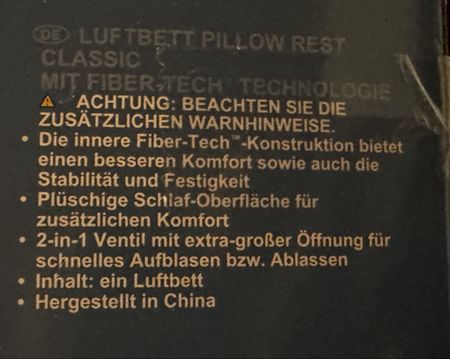 DE LUFTBETT PILLOW REST
CLASSIC
MIT FIBER-TECH™ TECHNOLOGIE
ACHTUNG: BEACHTEN SIE DIE
ZUSÄTZLICHEN WARNHINWEISE.
• Die innere Fiber-Tech™-Konstruktion bietet
einen besseren Komfort sowie auch die
Stabilität und Festigkeit
• Plüschige Schlaf-Oberfläche für
zusätzlichen Komfort
• 2-in-1 Ventil mit extra-großer Öffnung für
schnelles Aufblasen bzw. Ablassen
• Inhalt: ein Luftbett
• Hergestellt in China